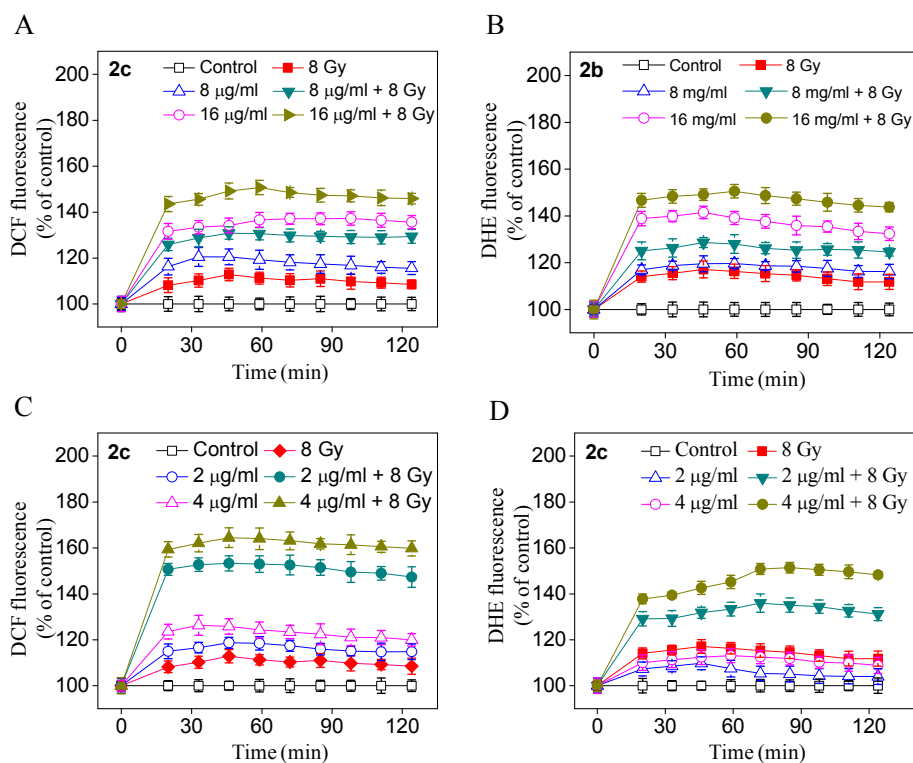 A
2c
Control 8 Gy
8 μg/ml 8 μg/ml + 8 Gy
16 μg/ml 16 μg/ml + 8 Gy
DCF fluorescence
(% of control)
200
180
160
140
120
100
0 30 60 90 120
Time (min)
B
2b
Control 8 Gy
8 mg/ml 8 mg/ml + 8 Gy
16 mg/ml 16 mg/ml + 8 Gy
DHE fluorescence
(% of control)
200
180
160
140
120
100
0 30 60 90 120
Time (min)
C
2c
Control 8 Gy
2 μg/ml 2 μg/ml + 8 Gy
4 μg/ml 4 μg/ml + 8 Gy
DCF fluorescence
(% of control)
200
180
160
140
120
100
0 30 60 90 120
Time (min)
D
2c
Control 8 Gy
2 μg/ml 2 μg/ml + 8 Gy
4 μg/ml 4 μg/ml + 8 Gy
DHE fluorescence
(% of control)
200
180
160
140
120
100
0 30 60 90 120
Time (min)